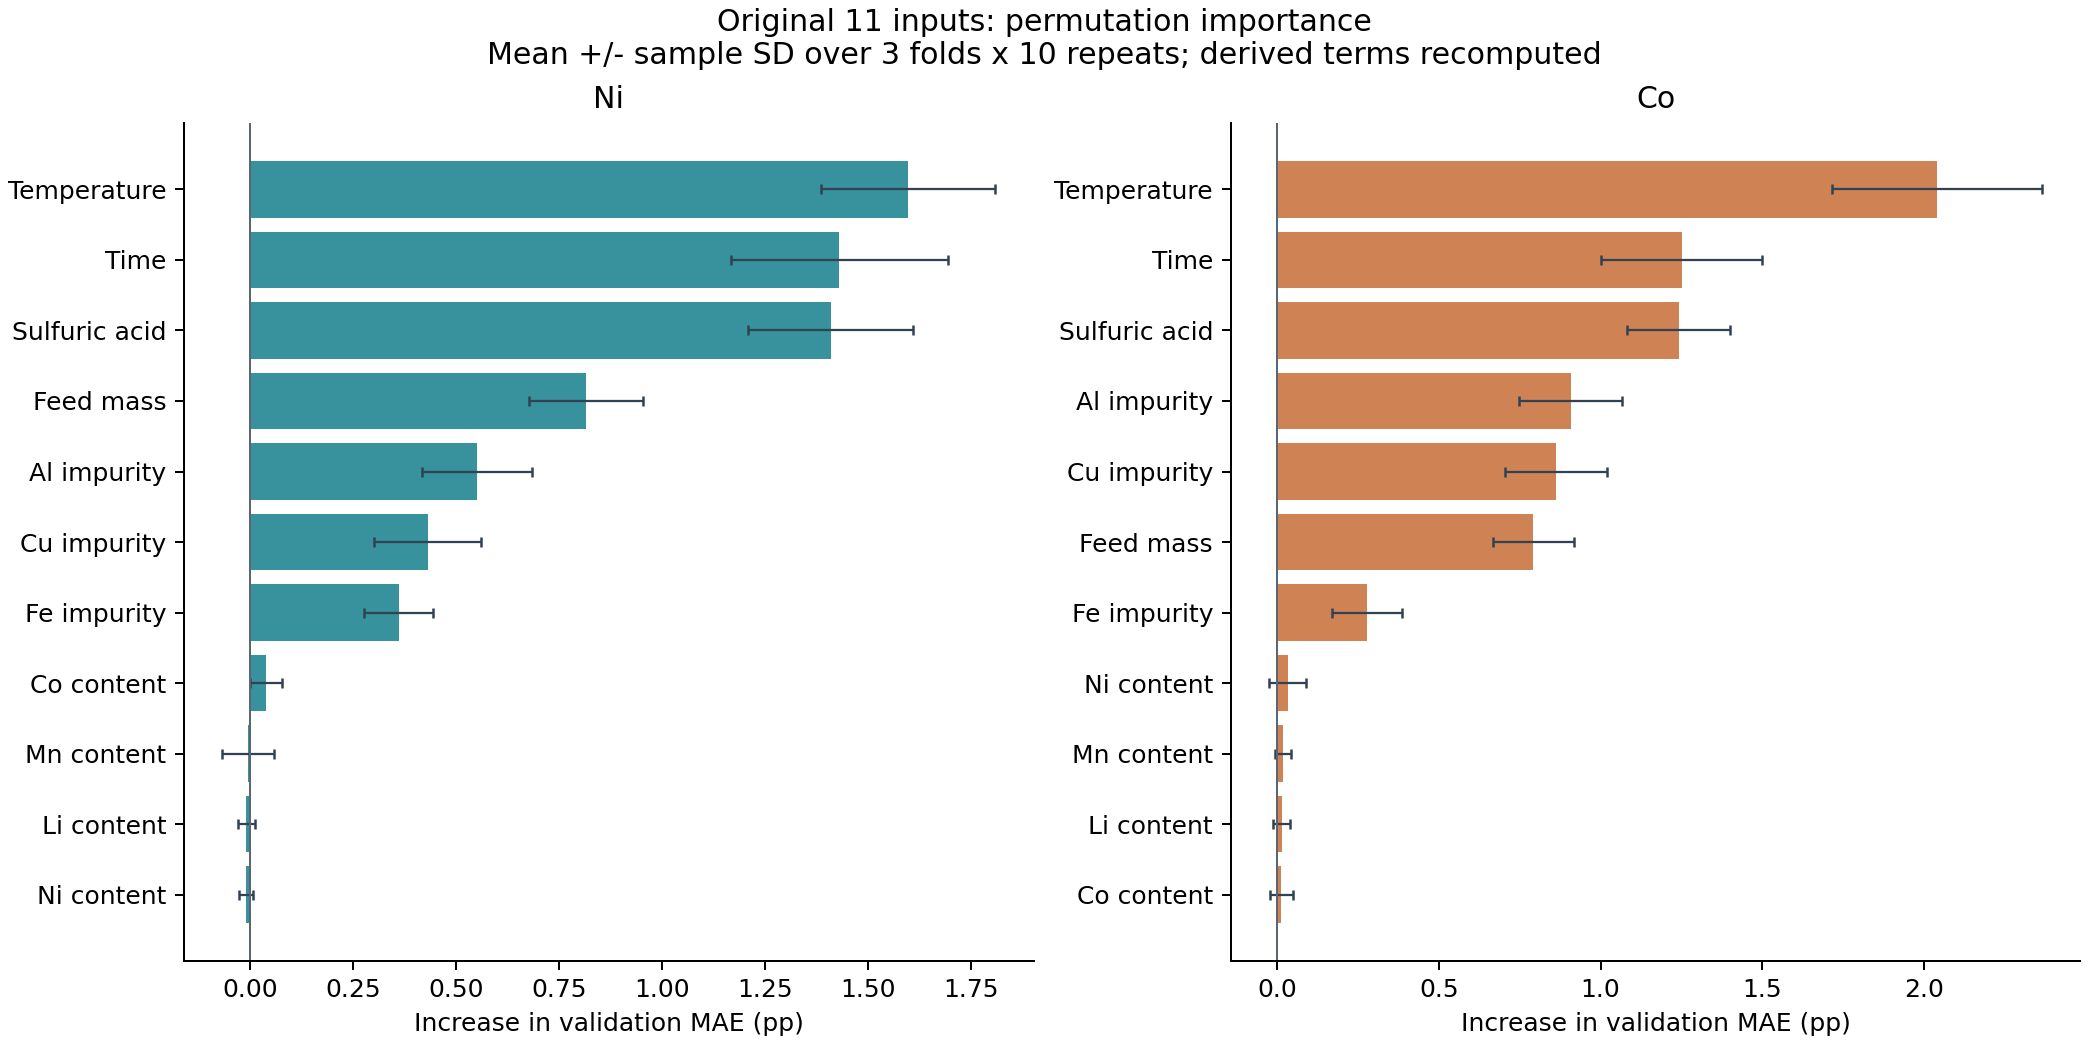 Original 11 inputs: permutation importance
Mean +/- sample SD over 3 folds x 10 repeats; derived terms recomputed
Ni
Temperature
Time
Sulfuric acid
Feed mass
Al impurity
Cu impurity
Fe impurity
Co content
Mn content
Li content
Ni content
0.00 0.25 0.50 0.75 1.00 1.25 1.50 1.75
Increase in validation MAE (pp)
Co
Temperature
Time
Sulfuric acid
Al impurity
Cu impurity
Feed mass
Fe impurity
Ni content
Mn content
Li content
Co content
0.0 0.5 1.0 1.5 2.0
Increase in validation MAE (pp)